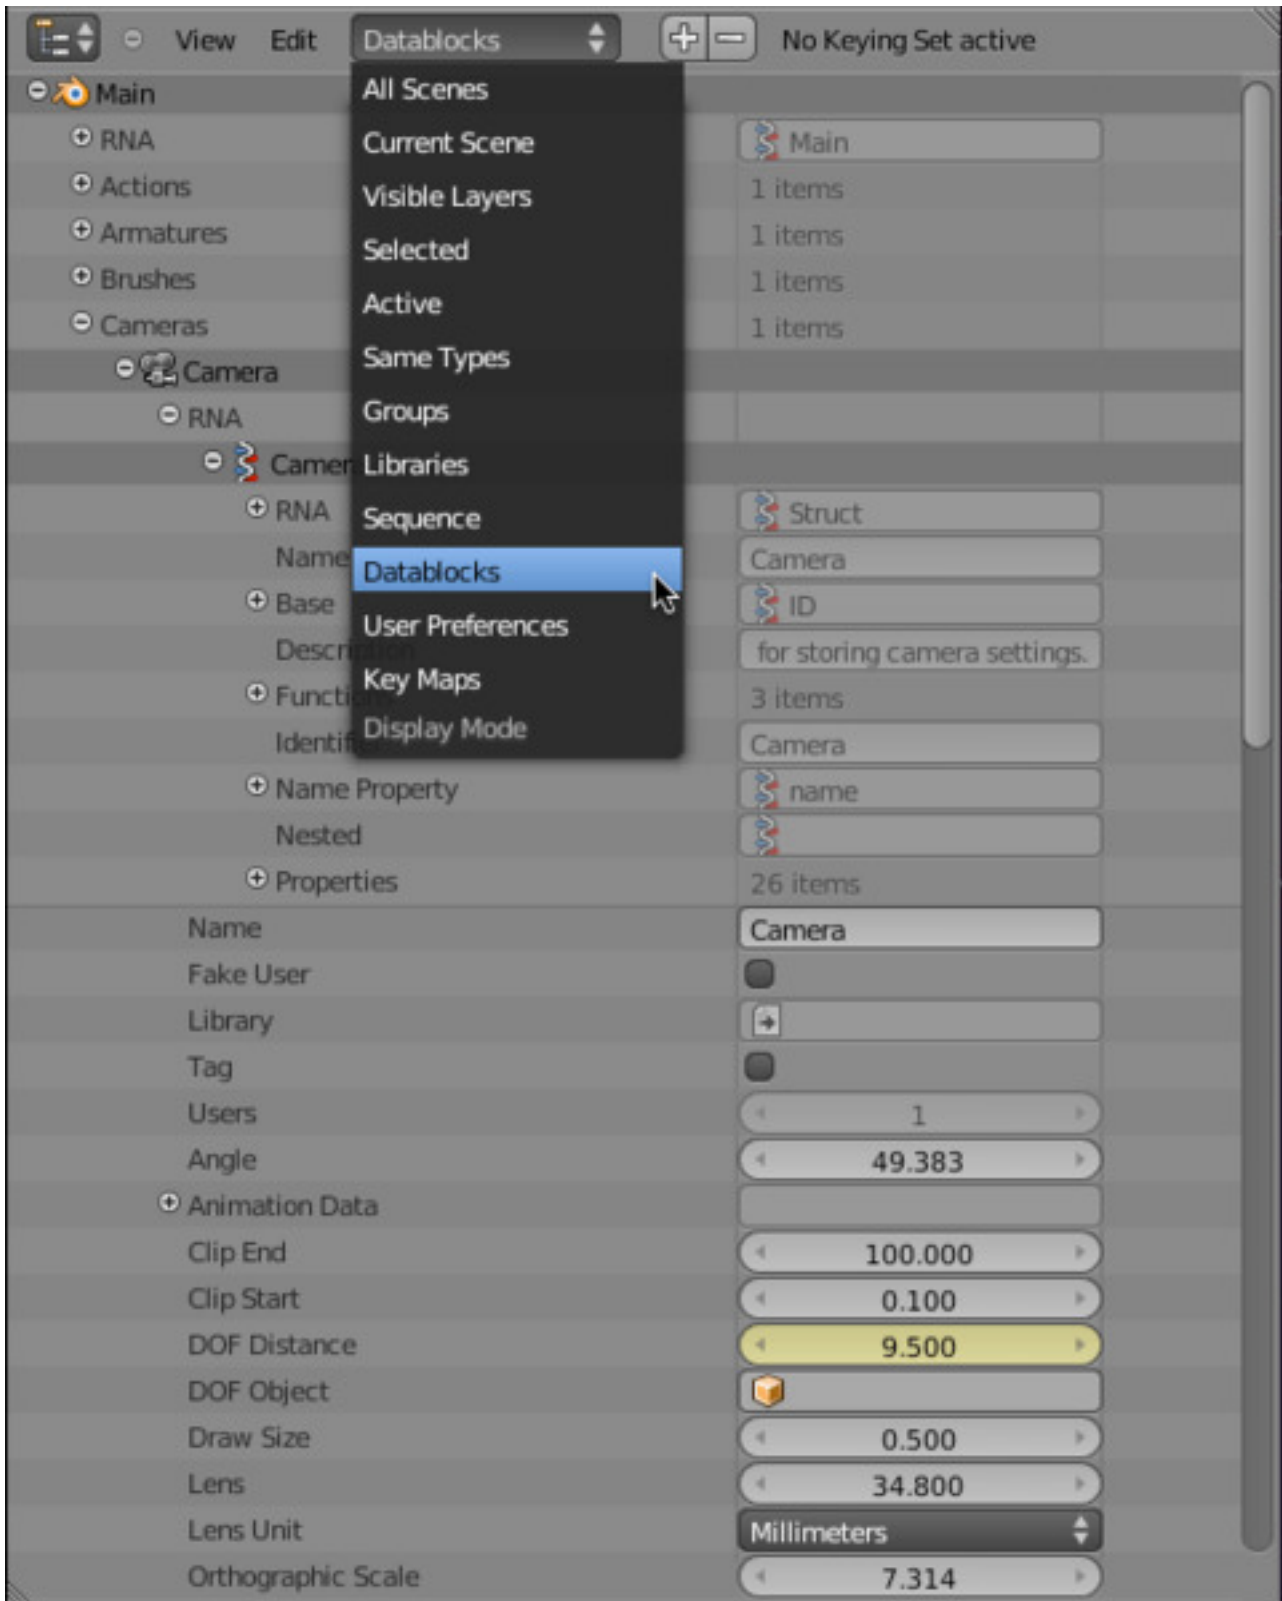 View Edit Datablocks No Keying Set active
Main
All Scenes
RNA Current Scene Main
Actions Visible Layers 1 items
Armatures Selected 1 items
Brushes Active 1 items
Cameras Same Types 1 items
Camera
RNA Groups
Camer Libraries
RNA Sequence Struct
Name Datablocks Camera
Base User Preferences ID
Description for storing camera settings.
Functi Key Maps 3 items
Identif Display Mode Camera
Name Property name
Nested
Properties 26 items
Name Camera
Fake User
Library
Tag
Users 1
Angle 49.383
Animation Data
Clip End 100.000
Clip Start 0.100
DOF Distance 9.500
DOF Object
Draw Size 0.500
Lens 34.800
Lens Unit Millimeters
Orthographic Scale 7.314